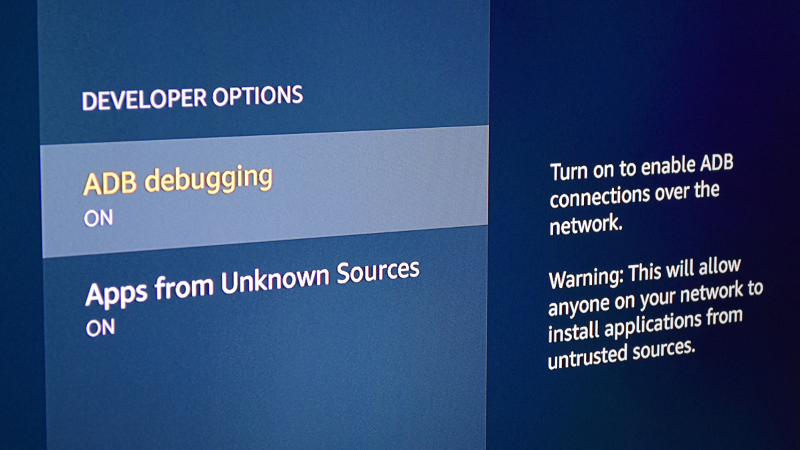 DEVELOPER OPTIONS
ADB debugging
ON
Apps from Unknown Sources
ON
Turn on to enable ADB
connections over the
network.
Warning: This will allow
anyone on your network to
install applications from
untrusted sources.